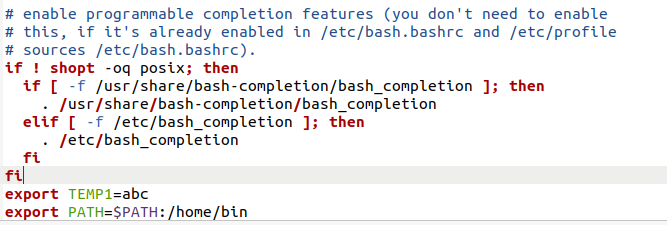 # enable programmable completion features (you don't need to enable
# this, if it's already enabled in /etc/bash.bashrc and /etc/profile
# sources /etc/bash.bashrc).
if ! shopt -oq posix; then
  if [ -f /usr/share/bash-completion/bash_completion ]; then
    . /usr/share/bash-completion/bash_completion
  elif [ -f /etc/bash_completion ]; then
    . /etc/bash_completion
  fi
fi
export TEMP1=abc
export PATH=$PATH:/home/bin